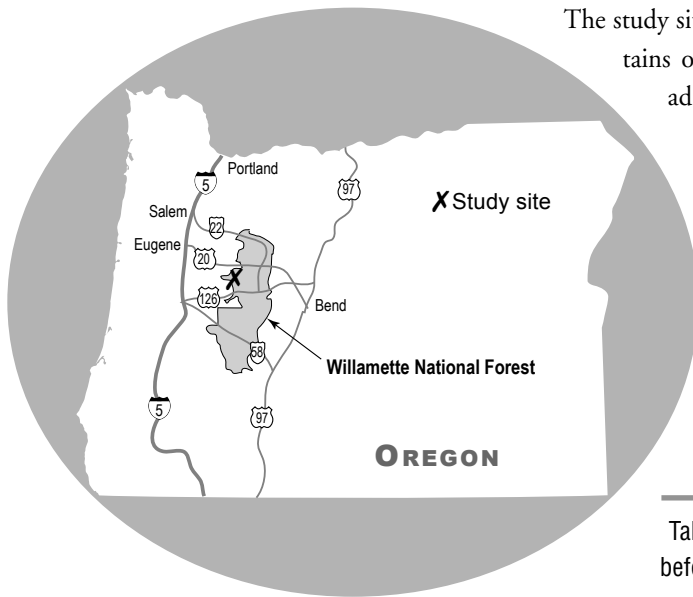 The study si
tains o
ad
Portland
5
97
✗ Study site
Salem
22
Eugene
20
126
Bend
58
Willamette National Forest
5
97
OREGON
Tal
befo